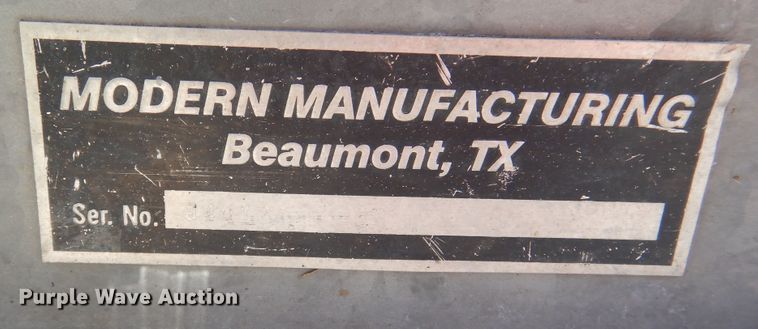 MODERN MANUFACTURING
Beaumont, TX
Ser. No.
Purple Wave Auction